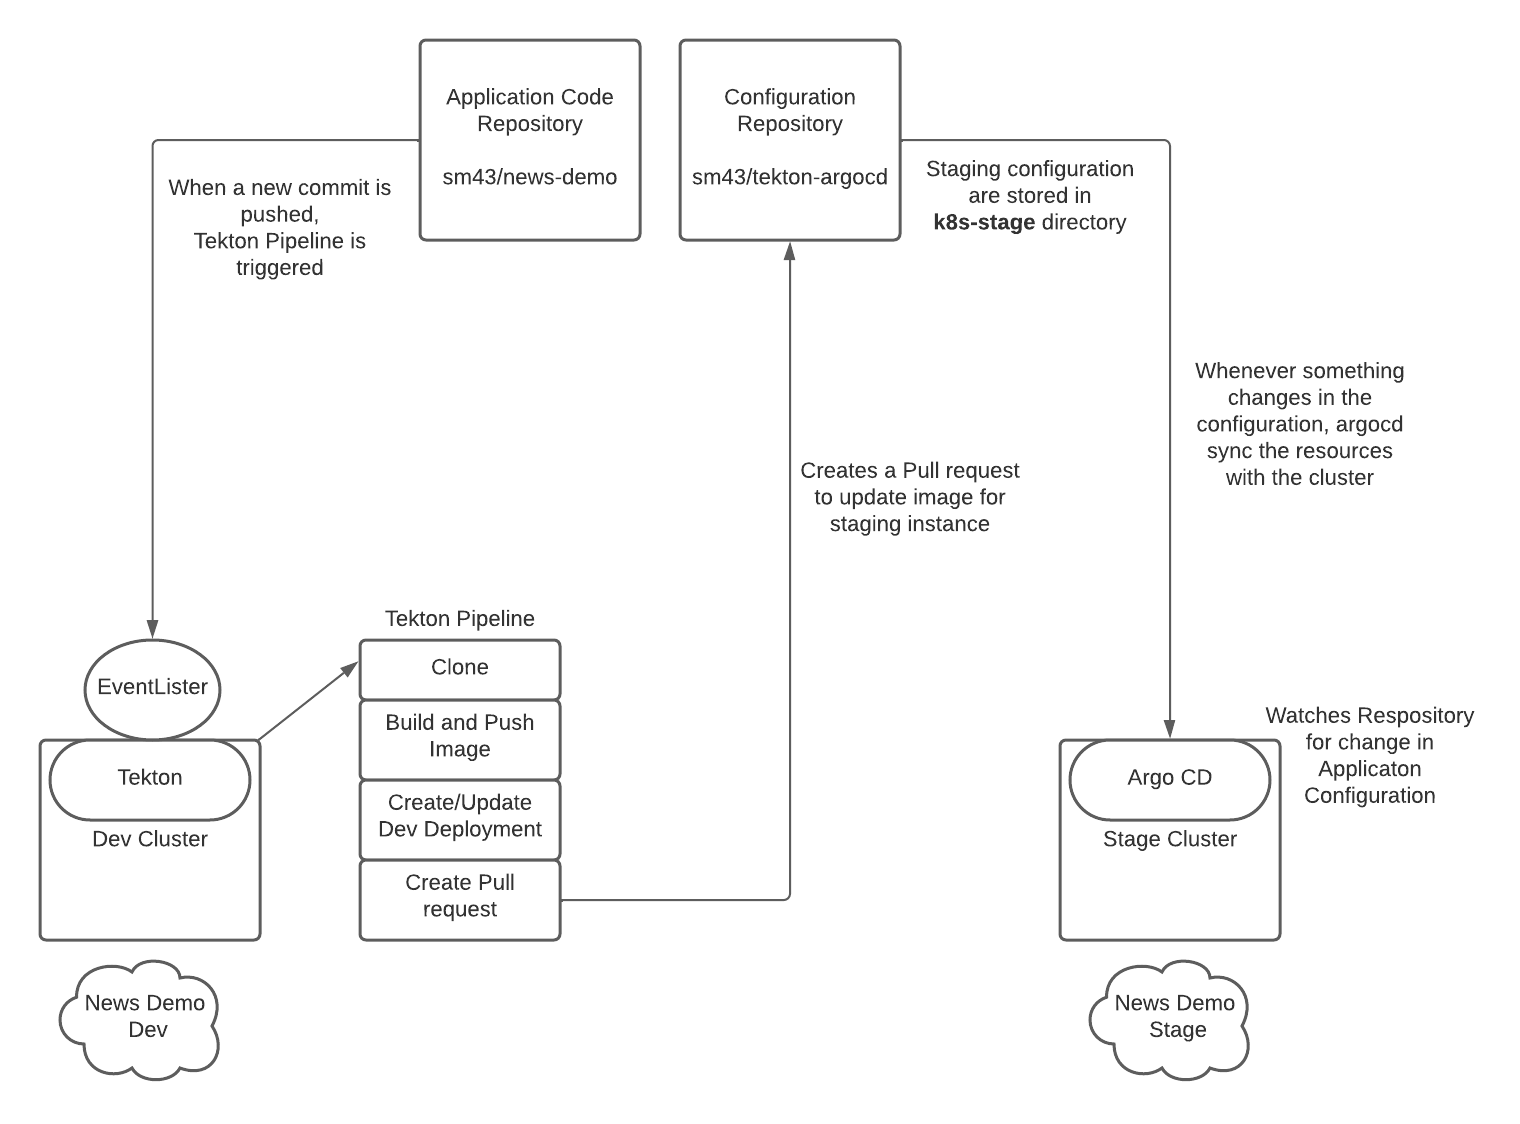 Application Code
Repository
sm43/news-demo
Configuration
Repository
sm43/tekton-argocd
When a new commit is
pushed,
Tekton Pipeline is
triggered
Staging configuration
are stored in
k8s-stage directory
Whenever something
changes in the
configuration, argocd
sync the resources
with the cluster
Creates a Pull request
to update image for
staging instance
Tekton Pipeline
Clone
Build and Push
Image
Create/Update
Dev Deployment
Create Pull
request
EventLister
Tekton
Dev Cluster
Watches Respository
for change in
Applicaton
Configuration
Argo CD
Stage Cluster
News Demo
Dev
News Demo
Stage